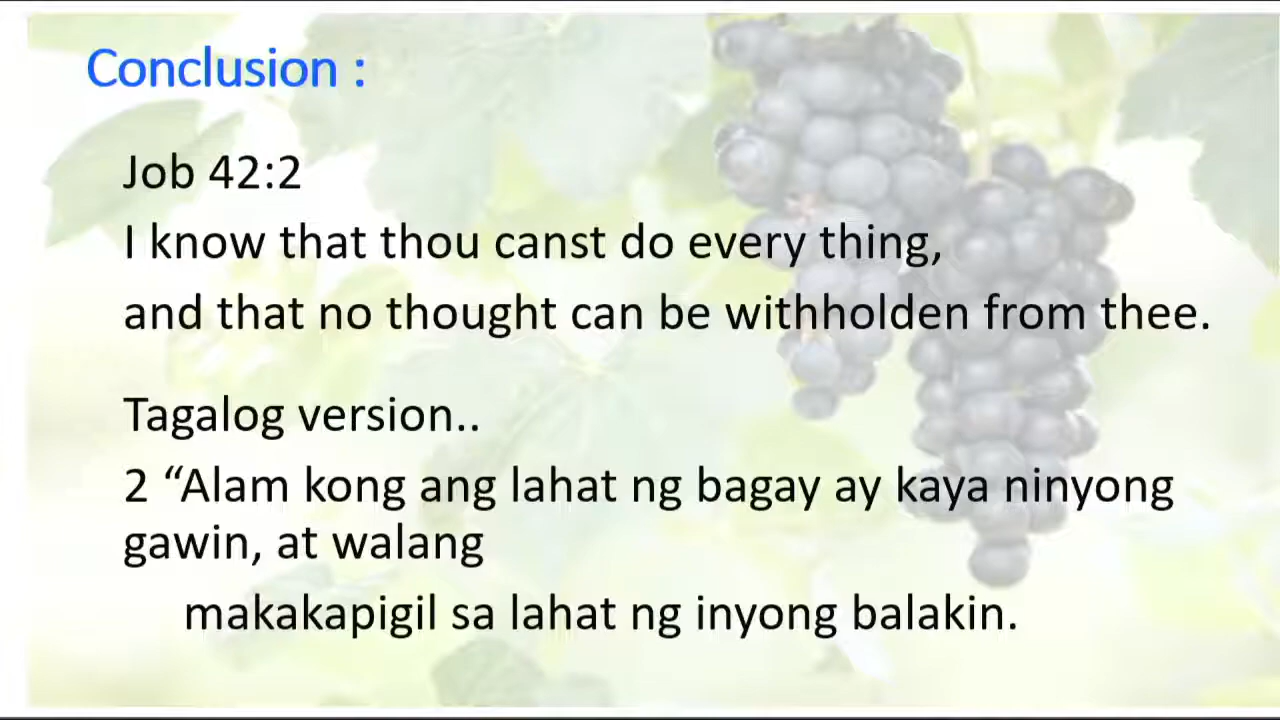 Conclusion :
Job 42:2
I know that thou canst do every thing,
and that no thought can be withholden from thee.
Tagalog version..
2 “Alam kong ang lahat ng bagay ay kaya ninyong
gawin, at walang
makakapigil sa lahat ng inyong balakin.